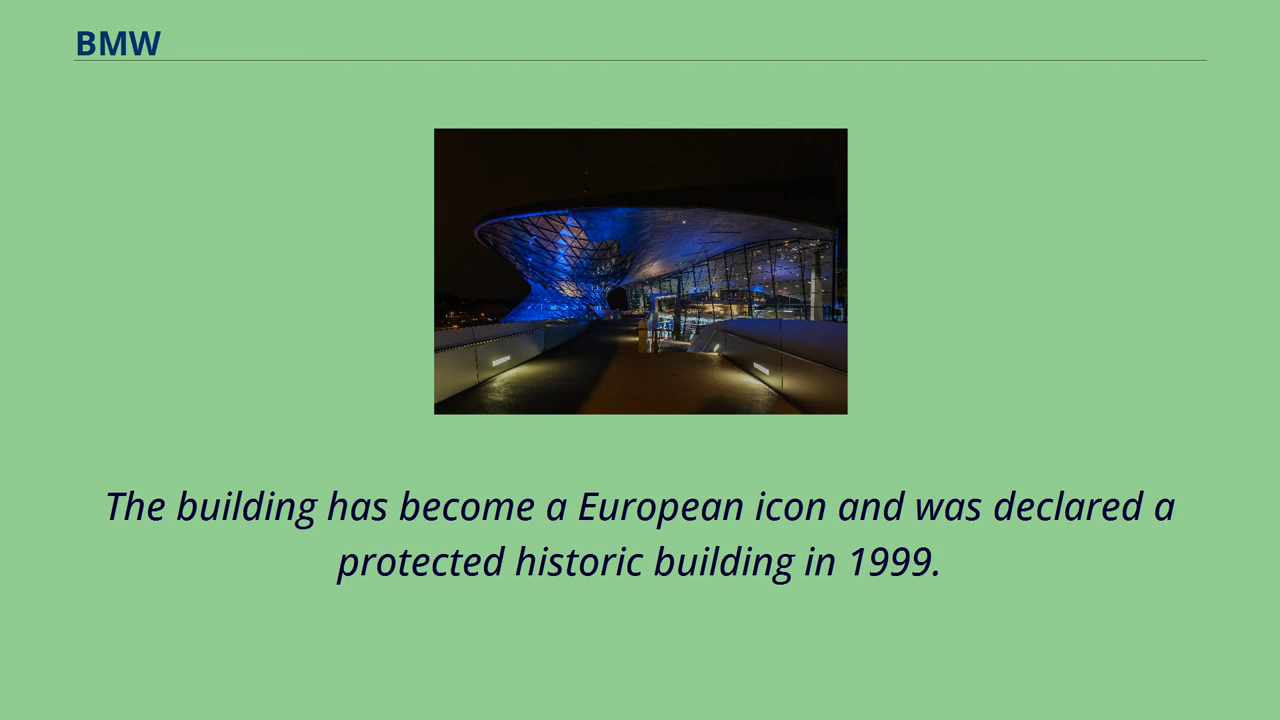 BMW
The building has become a European icon and was declared a
protected historic building in 1999.